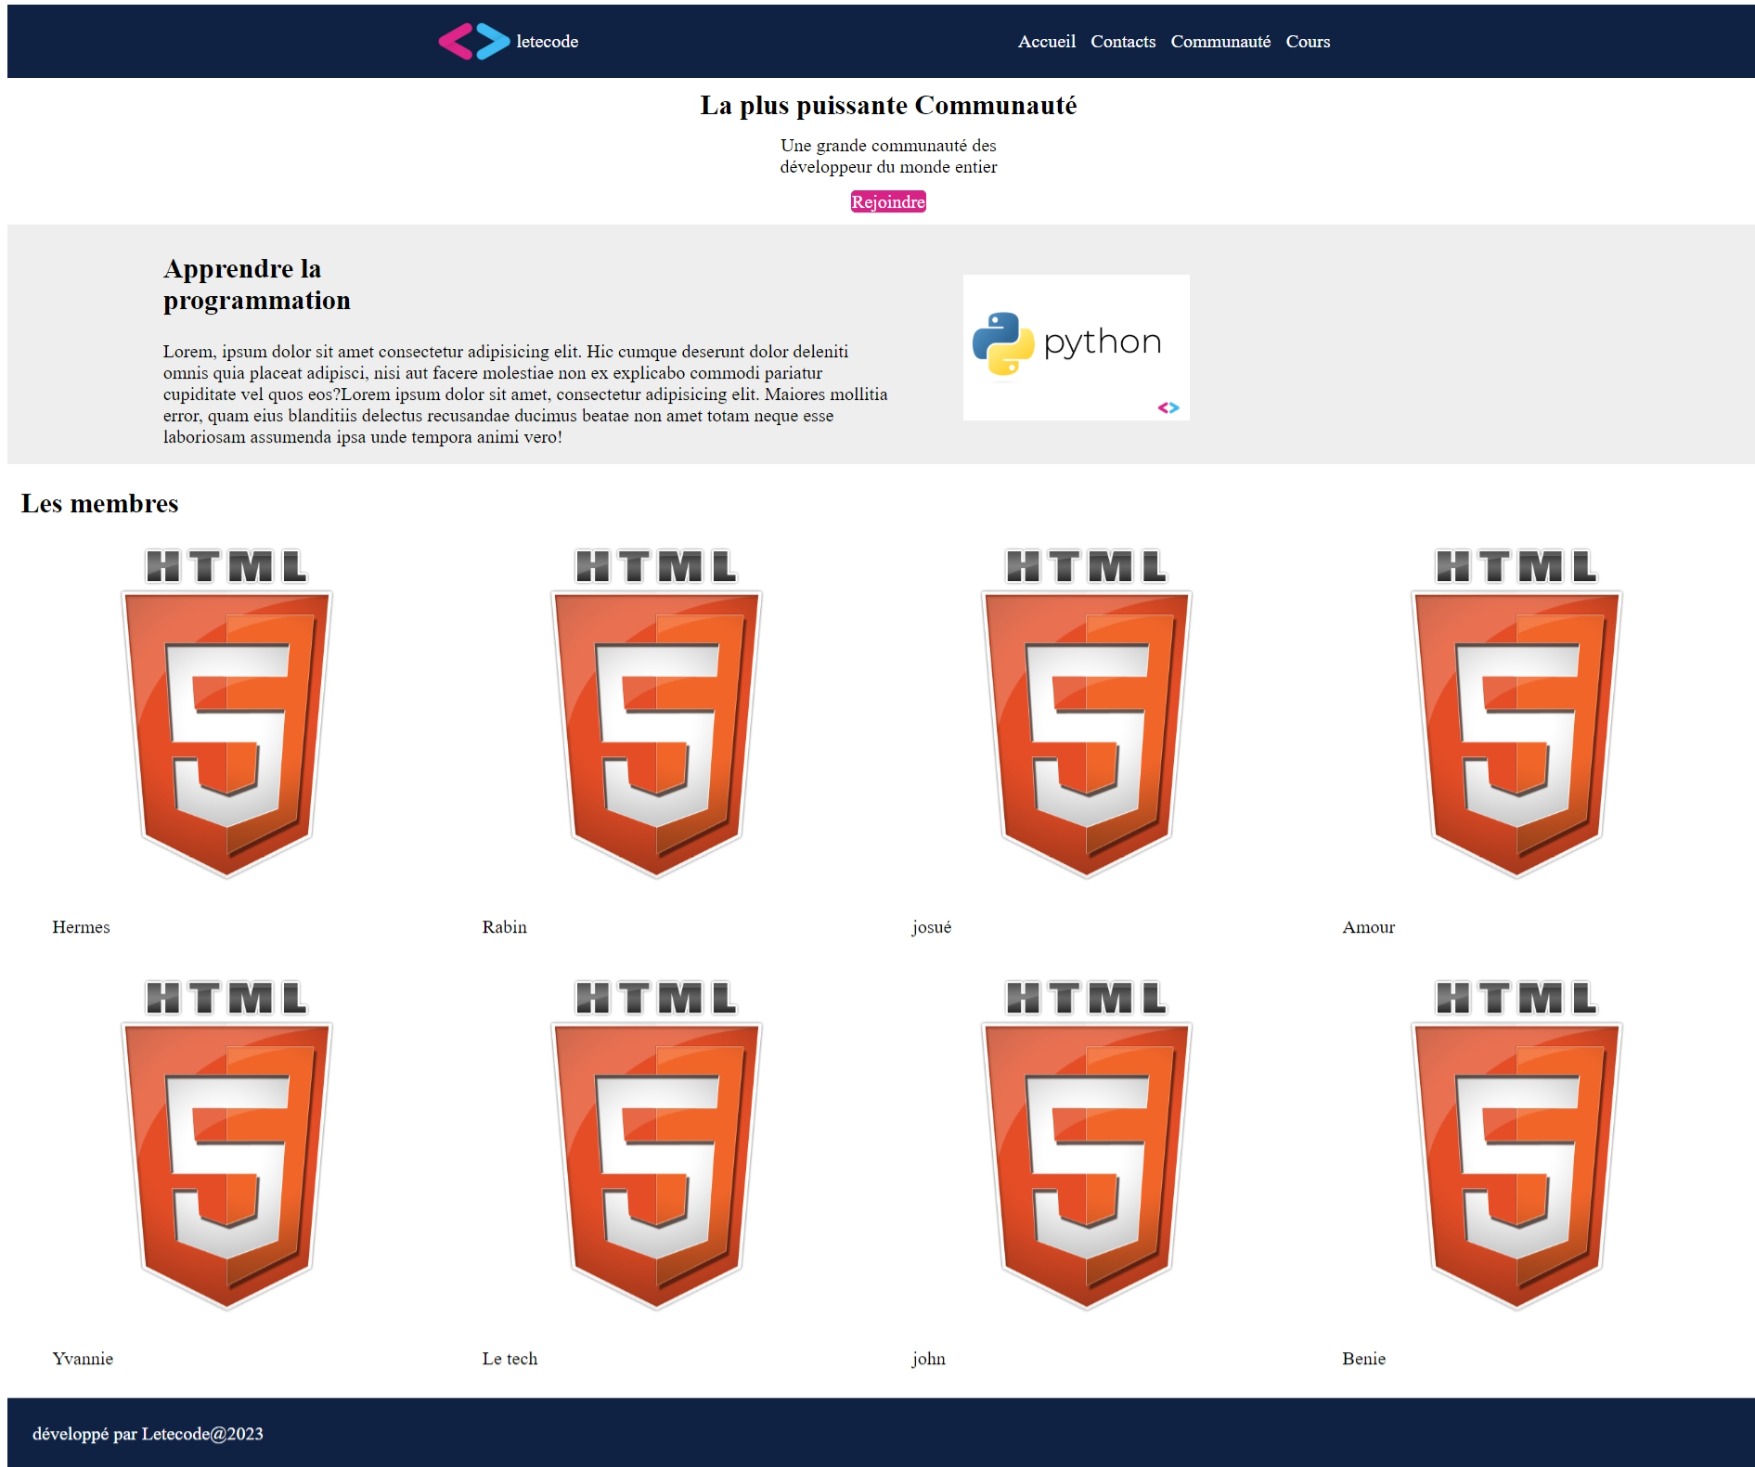 letecode
Accueil Contacts Communauté Cours
La plus puissante Communauté
Une grande communauté des
développeur du monde entier
Rejoindre
Apprendre la
programmation
Lorem, ipsum dolor sit amet consectetur adipisicing elit. Hic cumque deserunt dolor deleniti
omnis quia placeat adipisci, nisi aut facere molestiae non ex explicabo commodi pariatur
cupiditate vel quos eos?Lorem ipsum dolor sit amet, consectetur adipisicing elit. Maiores mollitia
error, quam eius blanditiis delectus recusandae ducimus beatae non amet totam neque esse
laboriosam assumenda ipsa unde tempora animi vero!
python
Les membres
HTML HTML HTML HTML
5 5 5 5
Hermes Rabin josué Amour
HTML HTML HTML HTML
5 5 5 5
Yvannie Le tech john Benie
développé par Letecode@2023